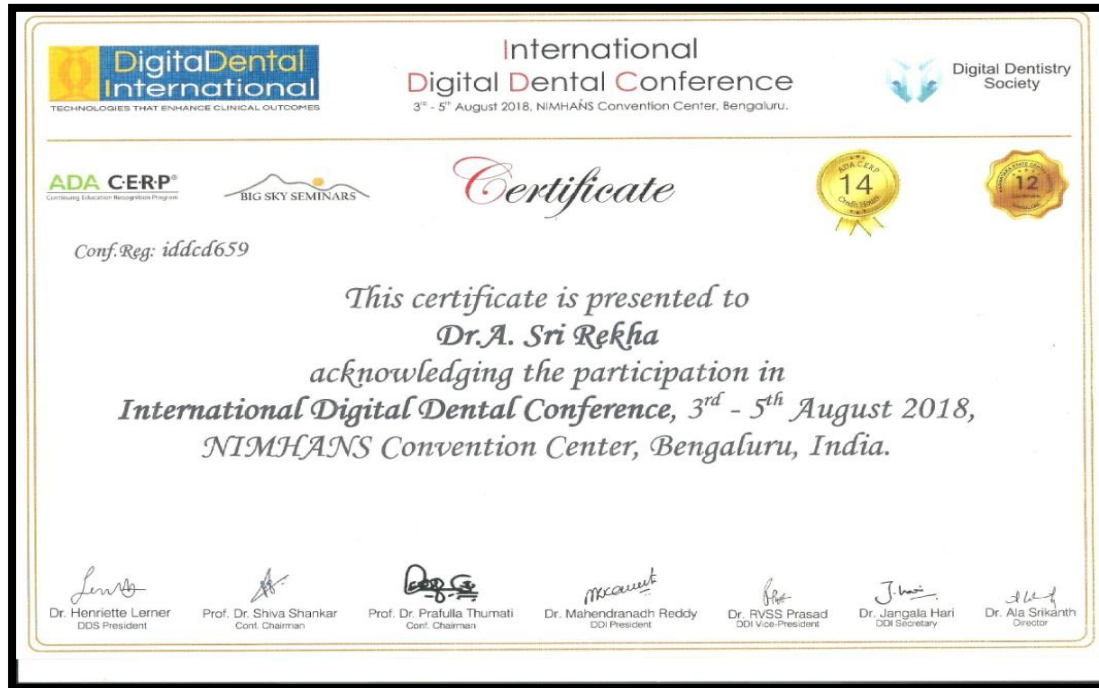 DigitaDental
International
TECHNOLOGIES THAT ENHANCE CLINICAL OUTCOMES
International
Digital Dental Conference
3rd - 5th August 2018, NIMHANS Convention Center, Bengaluru.
Digital Dentistry
Society
ADA C·E·R·P®
Continuing Education Recognition Program
BIG SKY SEMINARS
Certificate
ADA C.E.R.P
14
Credit Hours
12
Conf.Reg: iddcd659
This certificate is presented to
Dr.A. Sri Rekha
acknowledging the participation in
International Digital Dental Conference, 3rd - 5th August 2018,
NIMHANS Convention Center, Bengaluru, India.
Dr. Henriette Lerner
DDS President
Prof. Dr. Shiva Shankar
Conf. Chairman
Prof. Dr. Prafulla Thumati
Conf. Chairman
Dr. Mahendranadh Reddy
DDI President
Dr. RVSS Prasad
DDI Vice-President
Dr. Jangala Hari
DDI Secretary
Dr. Ala Srikanth
Director